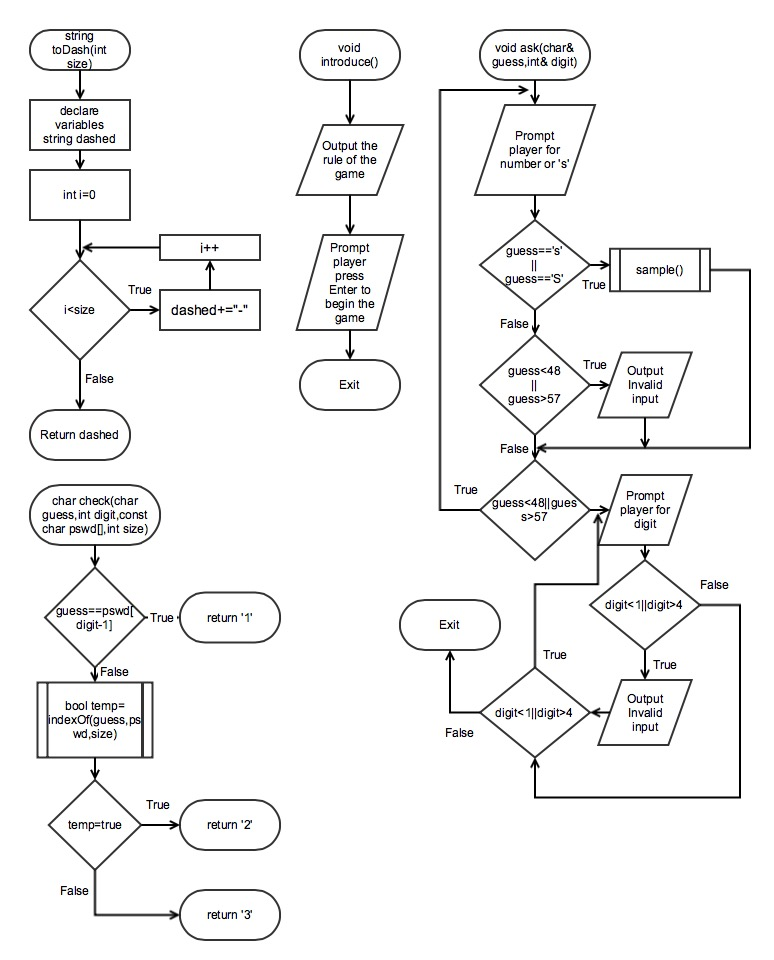 string
toDash(int
size)
declare
variables
string dashed
int i=0
i++
i<size
True
dashed+="-"
False
Return dashed
void
introduce()
Output the
rule of the
game
Prompt
player
press
Enter to
begin the
game
Exit
void ask(char&
guess,int& digit)
Prompt
player for
number or 's'
guess=='s'
||
guess=='S'
True
sample()
False
guess<48
||
guess>57
True
Output
Invalid
input
False
guess<48||gues
s>57
True
Prompt
player for
digit
digit<1||digit>4
False
True
Output
Invalid
input
digit<1||digit>4
True
False
Exit
char check(char
guess,int digit,const
char pswd[],int size)
guess==pswd[
digit-1]
True
return '1'
False
bool temp=
indexOf(guess,ps
wd,size)
temp=true
True
return '2'
False
return '3'